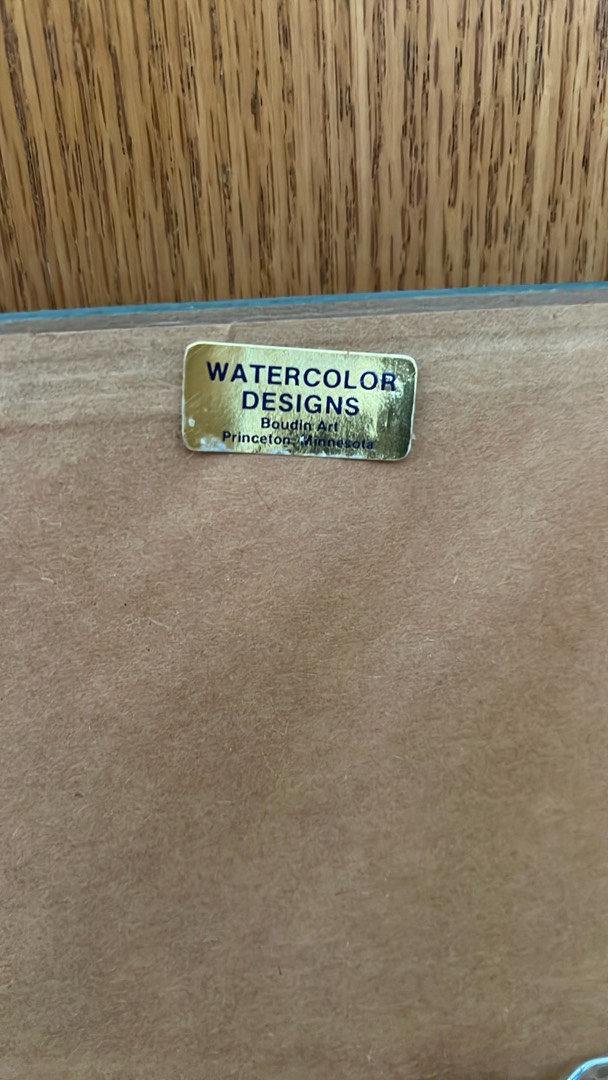 WATERCOLOR
DESIGNS
Boudin Art
Princeton, Minnesota